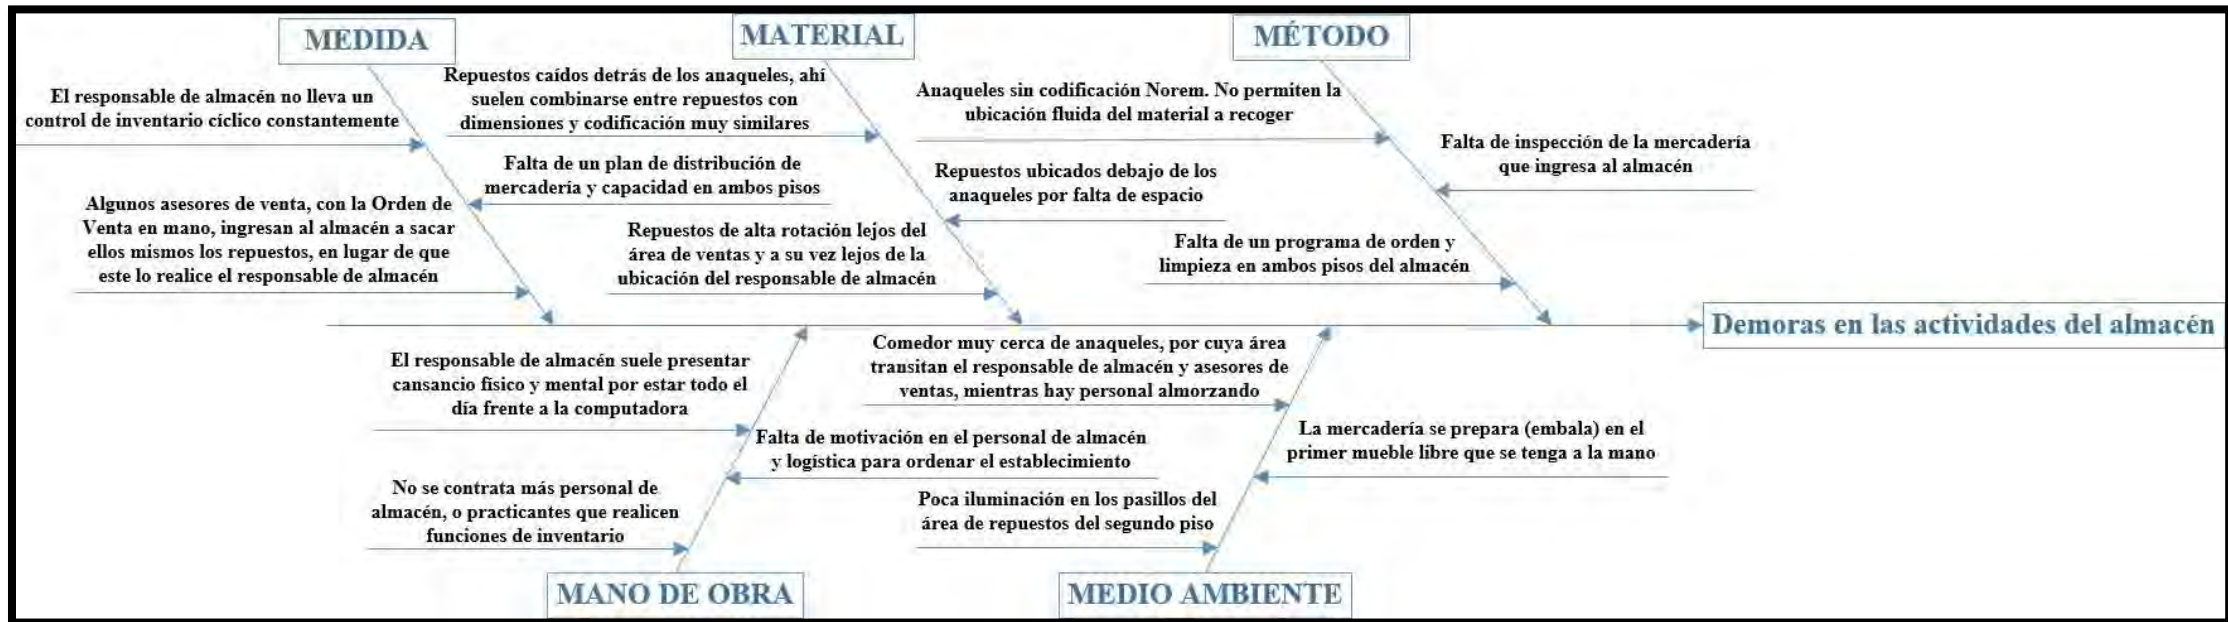 MEDIDA
El responsable de almacén no lleva un
control de inventario cíclico constantemente
Falta de un plan de distribución de
mercadería y capacidad en ambos pisos
Algunos asesores de venta, con la Orden de
Venta en mano, ingresan al almacén a sacar
ellos mismos los repuestos, en lugar de que
este lo realice el responsable de almacén
MATERIAL
Repuestos caídos detrás de los anaqueles, ahí
suelen combinarse entre repuestos con
dimensiones y codificación muy similares
Repuestos ubicados debajo de los
anaqueles por falta de espacio
Repuestos de alta rotación lejos del
área de ventas y a su vez lejos de la
ubicación del responsable de almacén
MÉTODO
Anaqueles sin codificación Norem. No permiten la
ubicación fluida del material a recoger
Falta de inspección de la mercadería
que ingresa al almacén
Falta de un programa de orden y
limpieza en ambos pisos del almacén
Demoras en las actividades del almacén
El responsable de almacén suele presentar
cansancio físico y mental por estar todo el
día frente a la computadora
Falta de motivación en el personal de almacén
y logística para ordenar el establecimiento
No se contrata más personal de
almacén, o practicantes que realicen
funciones de inventario
MANO DE OBRA
Comedor muy cerca de anaqueles, por cuya área
transitan el responsable de almacén y asesores de
ventas, mientras hay personal almorzando
La mercadería se prepara (embala) en el
primer mueble libre que se tenga a la mano
Poca iluminación en los pasillos del
área de repuestos del segundo piso
MEDIO AMBIENTE